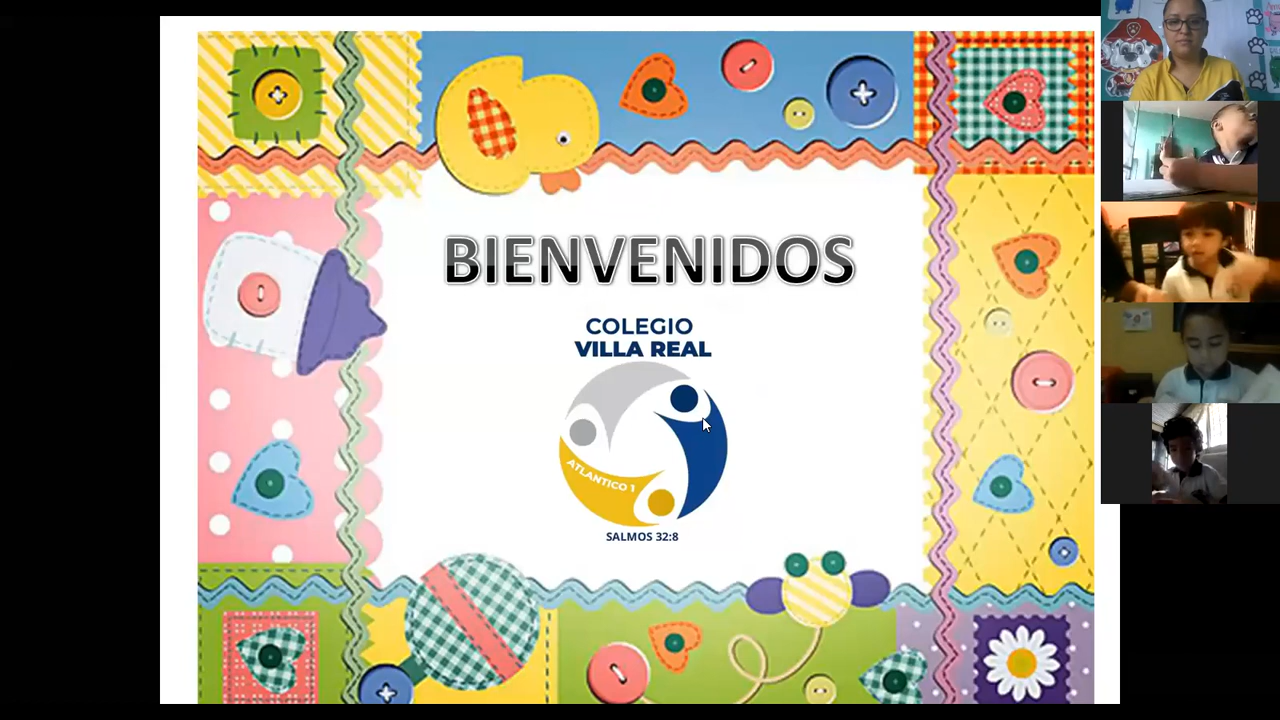 BIENVENIDOS
COLEGIO
VILLA REAL
ATLANTICO 1
SALMOS 32:8